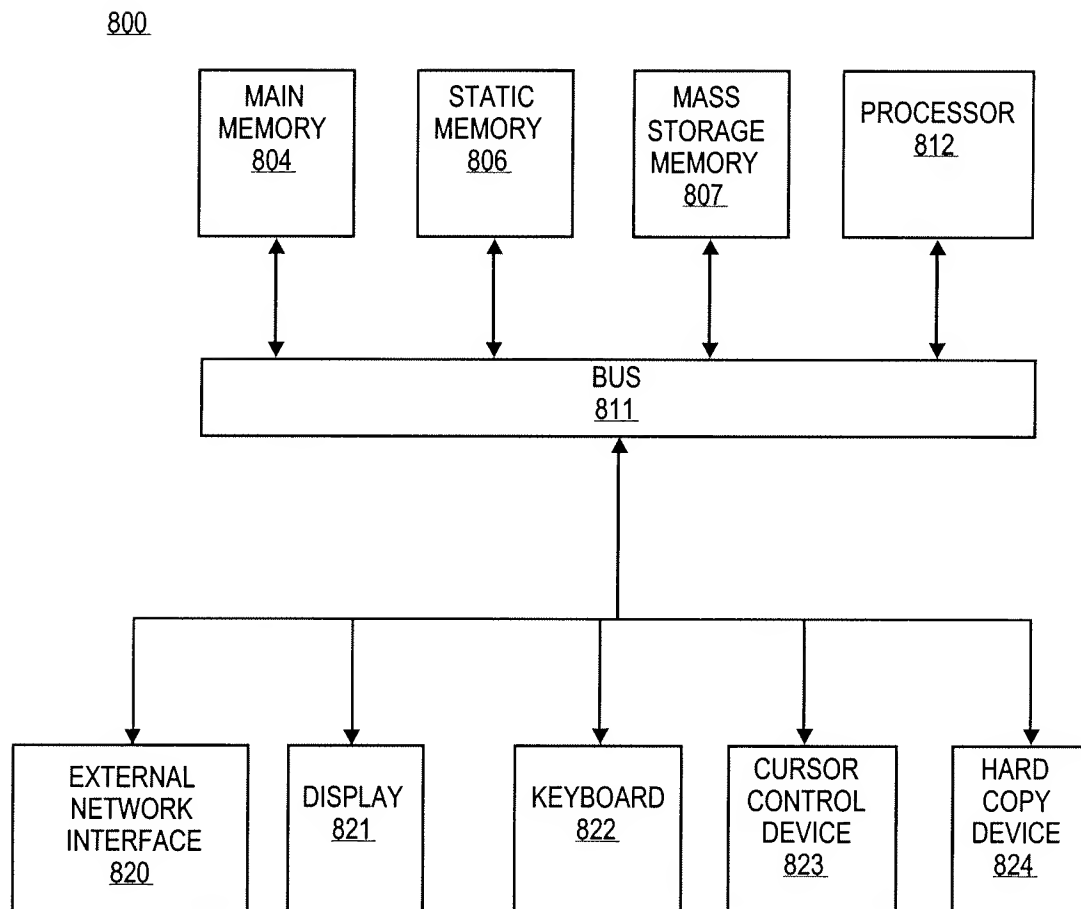 800
MAIN
MEMORY
804
STATIC
MEMORY
806
MASS
STORAGE
MEMORY
807
PROCESSOR
812
BUS
811
EXTERNAL
NETWORK
INTERFACE
820
DISPLAY
821
KEYBOARD
822
CURSOR
CONTROL
DEVICE
823
HARD
COPY
DEVICE
824